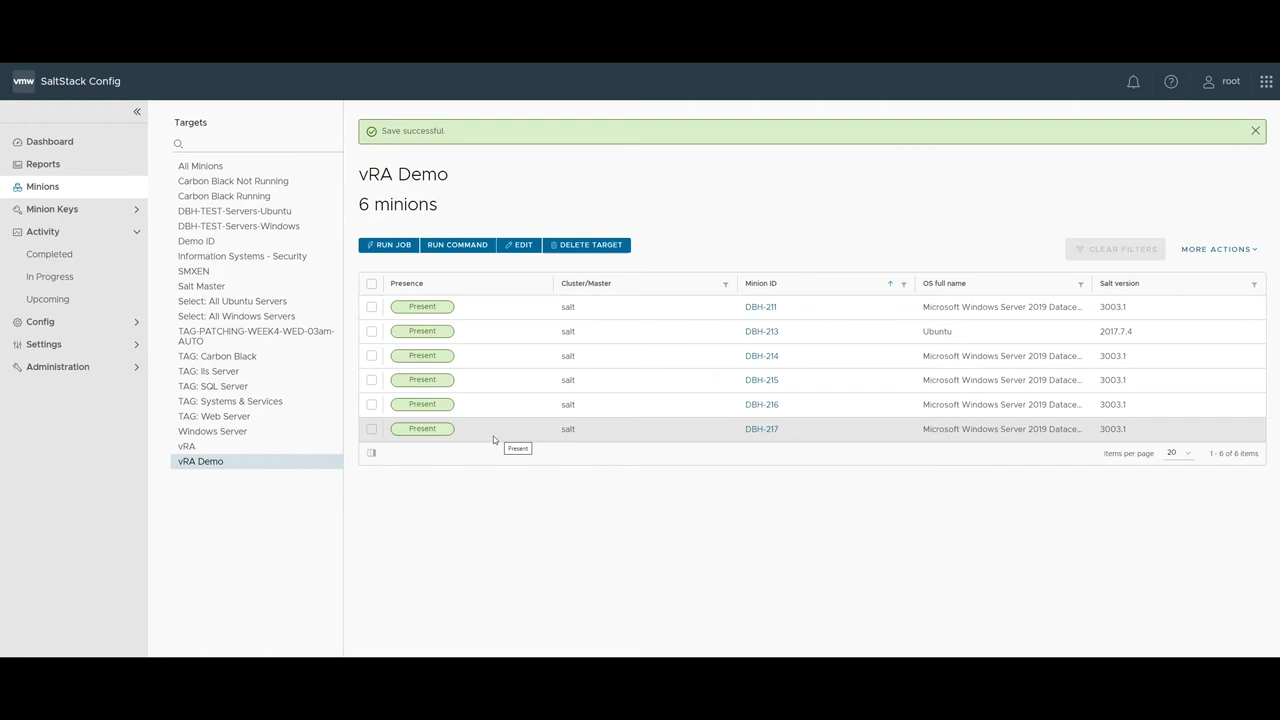 vmw SaltStack Config
root
Dashboard
Reports
Minions
Minion Keys
Activity
Completed
In Progress
Upcoming
Config
Settings
Administration
Targets
All Minions
Carbon Black Not Running
Carbon Black Running
DBH-TEST-Servers-Ubuntu
DBH-TEST-Servers-Windows
Demo ID
Information Systems - Security
SMXEN
Salt Master
Select: All Ubuntu Servers
Select: All Windows Servers
TAG-PATCHING-WEEK4-WED-03am-
AUTO
TAG: Carbon Black
TAG: IIs Server
TAG: SQL Server
TAG: Systems & Services
TAG: Web Server
Windows Server
vRA
vRA Demo
Save successful.
vRA Demo
6 minions
RUN JOB RUN COMMAND EDIT DELETE TARGET
CLEAR FILTERS MORE ACTIONS
Presence Cluster/Master Minion ID OS full name Salt version
Present salt DBH-211 Microsoft Windows Server 2019 Datace... 3003.1
Present salt DBH-213 Ubuntu 2017.7.4
Present salt DBH-214 Microsoft Windows Server 2019 Datace... 3003.1
Present salt DBH-215 Microsoft Windows Server 2019 Datace... 3003.1
Present salt DBH-216 Microsoft Windows Server 2019 Datace... 3003.1
Present salt DBH-217 Microsoft Windows Server 2019 Datace... 3003.1
Present
Items per page 20 1 - 6 of 6 items